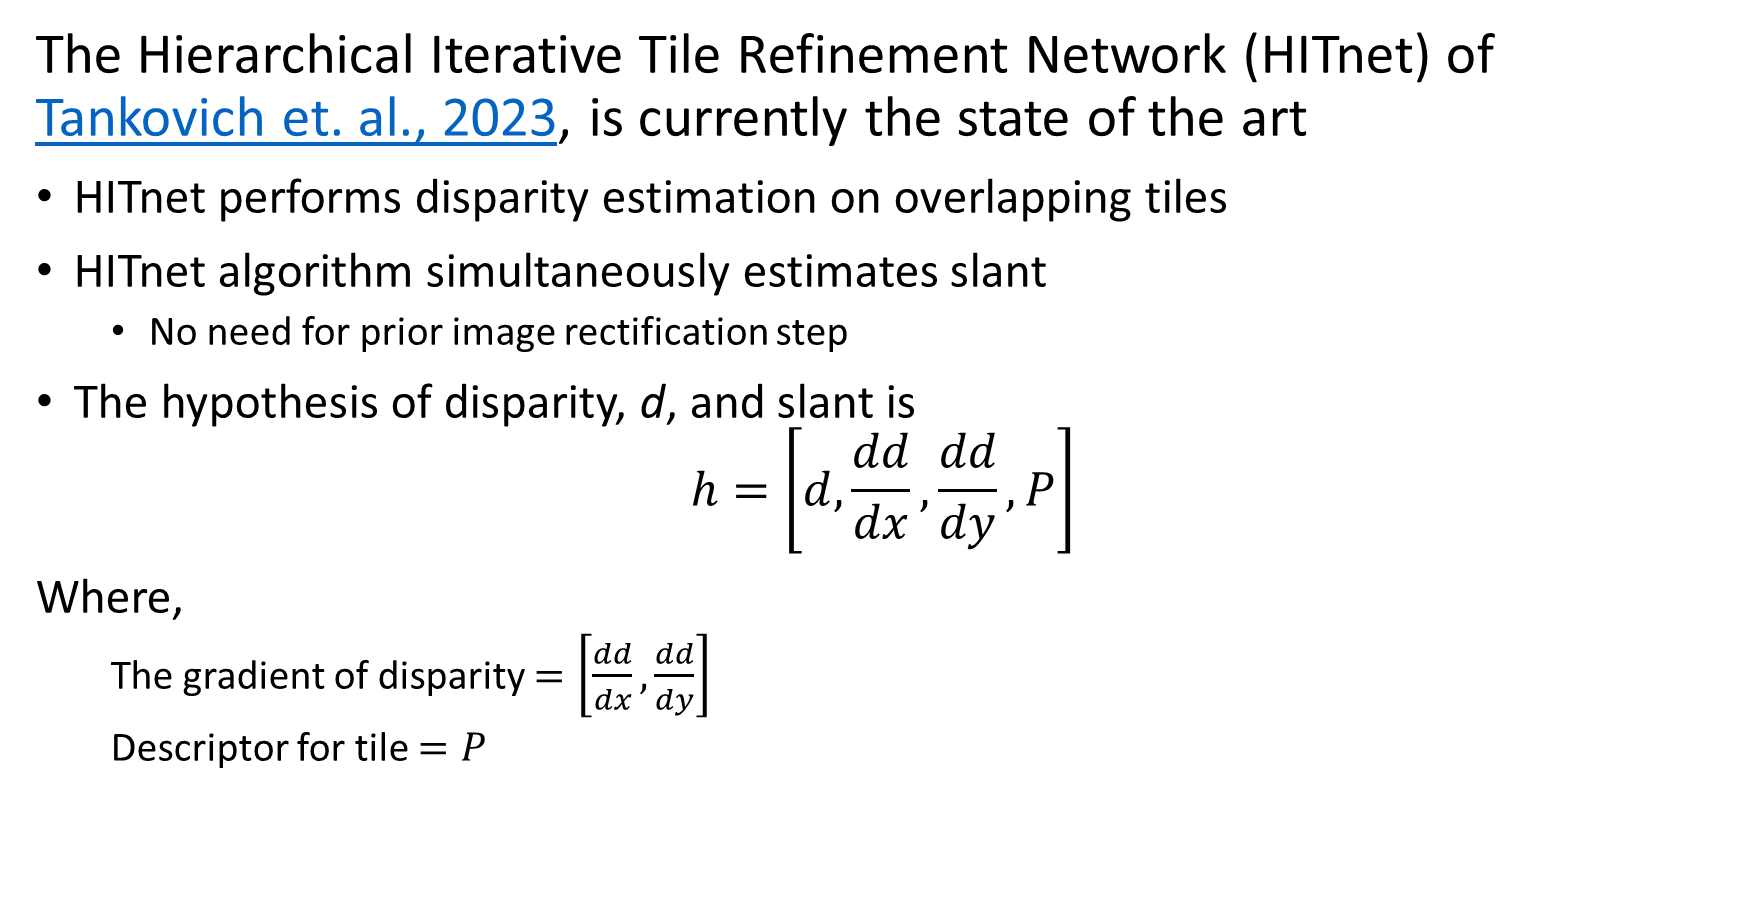 The Hierarchical Iterative Tile Refinement Network (HITnet) of
Tankovich et. al., 2023, is currently the state of the art
• HITnet performs disparity estimation on overlapping tiles
• HITnet algorithm simultaneously estimates slant
• No need for prior image rectification step
• The hypothesis of disparity, d, and slant is
h = [d, dd/dx, dd/dy, P]
Where,
The gradient of disparity = [dd/dx, dd/dy]
Descriptor for tile = P